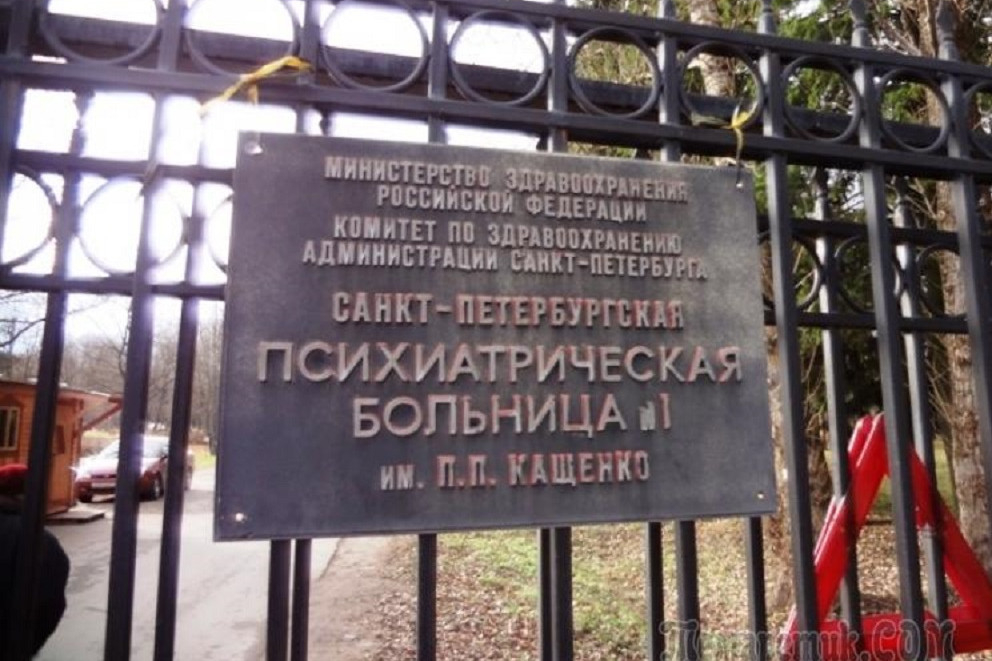 МИНИСТЕРСТВО ЗДРАВООХРАНЕНИЯ
РОССИЙСКОЙ ФЕДЕРАЦИИ
КОМИТЕТ ПО ЗДРАВООХРАНЕНИЮ
АДМИНИСТРАЦИИ САНКТ-ПЕТЕРБУРГА
САНКТ-ПЕТЕРБУРГСКАЯ
ПСИХИАТРИЧЕСКАЯ
БОЛЬНИЦА №1
ИМ. П.П. КАЩЕНКО